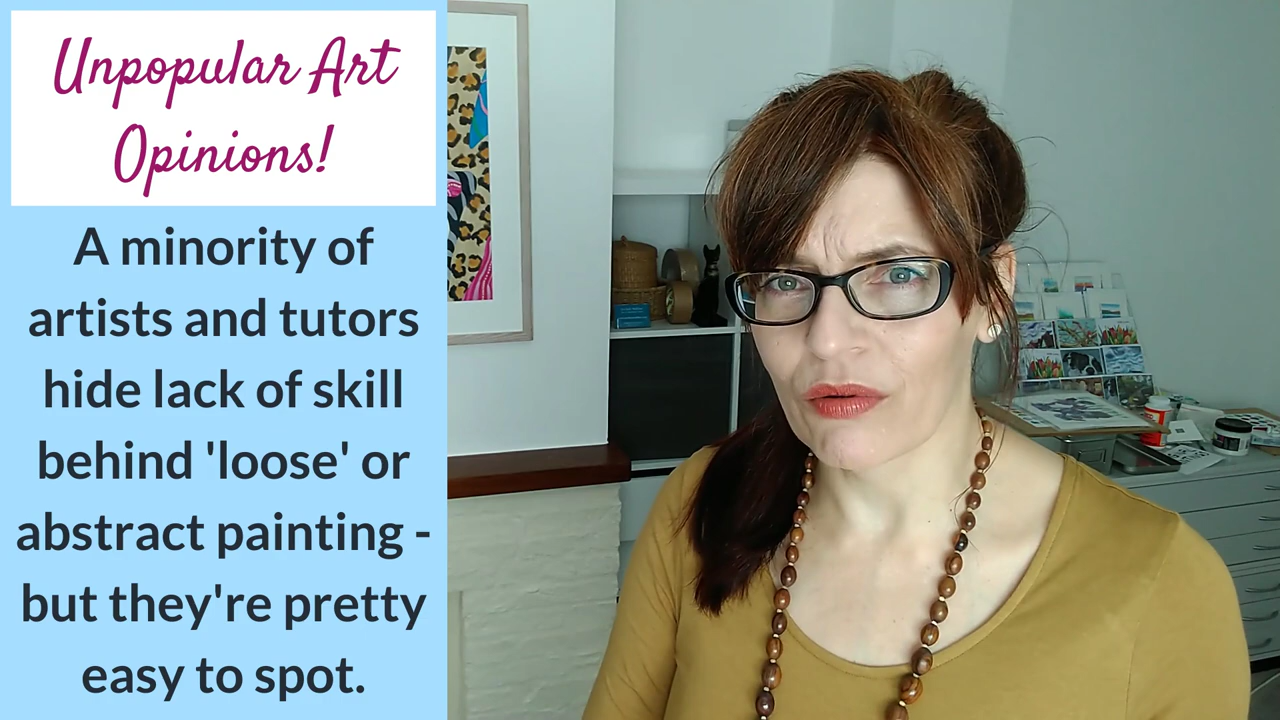 Unpopular Art
Opinions!
A minority of
artists and tutors
hide lack of skill
behind 'loose' or
abstract painting -
but they're pretty
easy to spot.